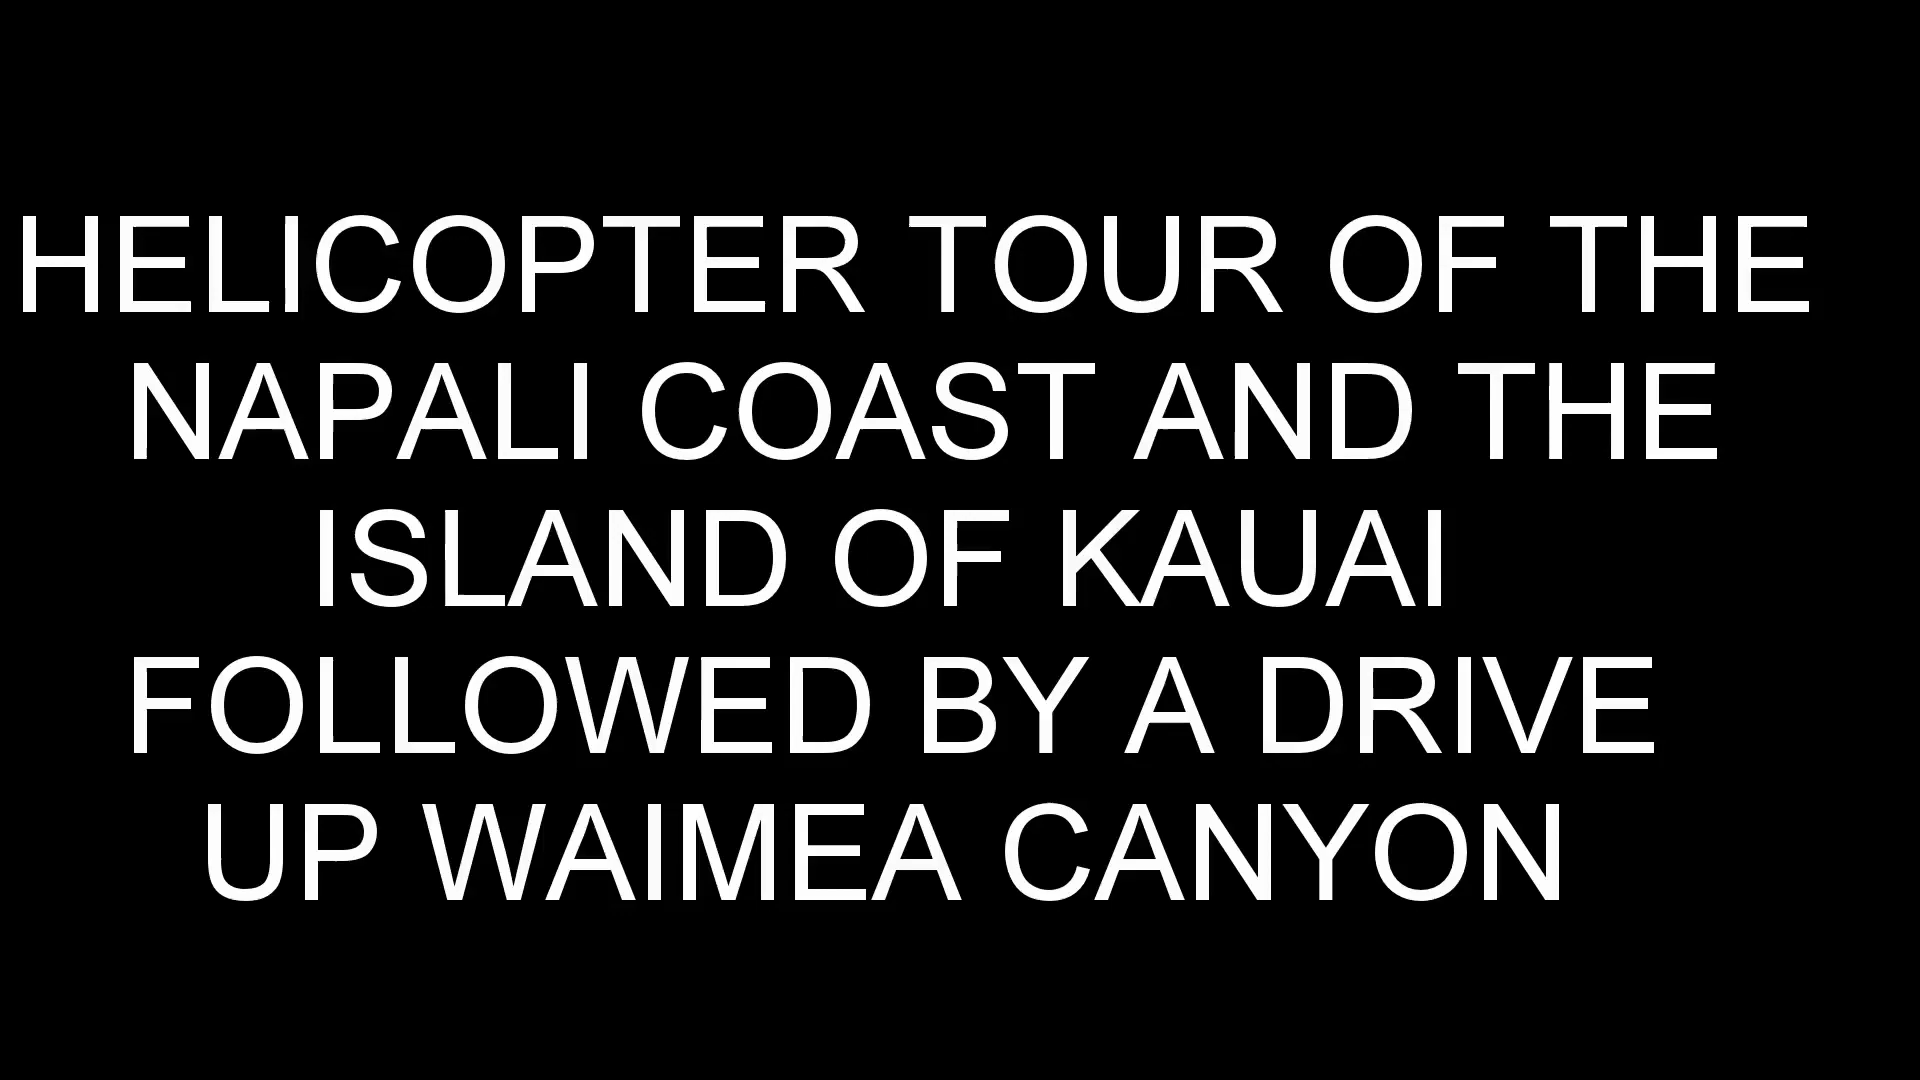 HELICOPTER TOUR OF THE
NAPALI COAST AND THE
ISLAND OF KAUAI
FOLLOWED BY A DRIVE
UP WAIMEA CANYON